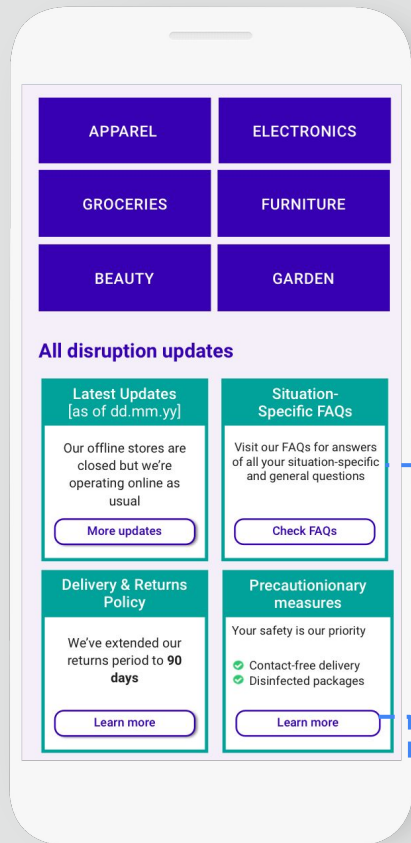 APPAREL
ELECTRONICS
GROCERIES
FURNITURE
BEAUTY
GARDEN
All disruption updates
Latest Updates
[as of dd.mm.yy]
Our offline stores are
closed but we're
operating online as
usual
More updates
Situation-
Specific FAQs
Visit our FAQs for answers
of all your situation-specific
and general questions
Check FAQs
Delivery & Returns
Policy
We've extended our
returns period to 90
days
Learn more
Precautionionary
measures
Your safety is our priority
Contact-free delivery
Disinfected packages
Learn more